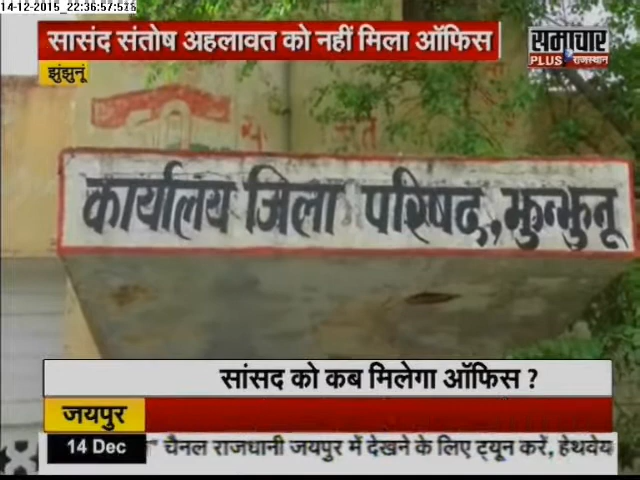 14-12-2015_22:36:57:576
सासंद संतोष अहलावत को नहीं मिला ऑफिस
समाचार
PLUS राजस्थान
झुंझुनूं
कार्यालय जिला परिषद,,झुन्झुनू
सांसद को कब मिलेगा ऑफिस ?
जयपुर
14 Dec
चैनल राजधानी जयपुर में देखने के लिए ट्यून करें, हेथवेय